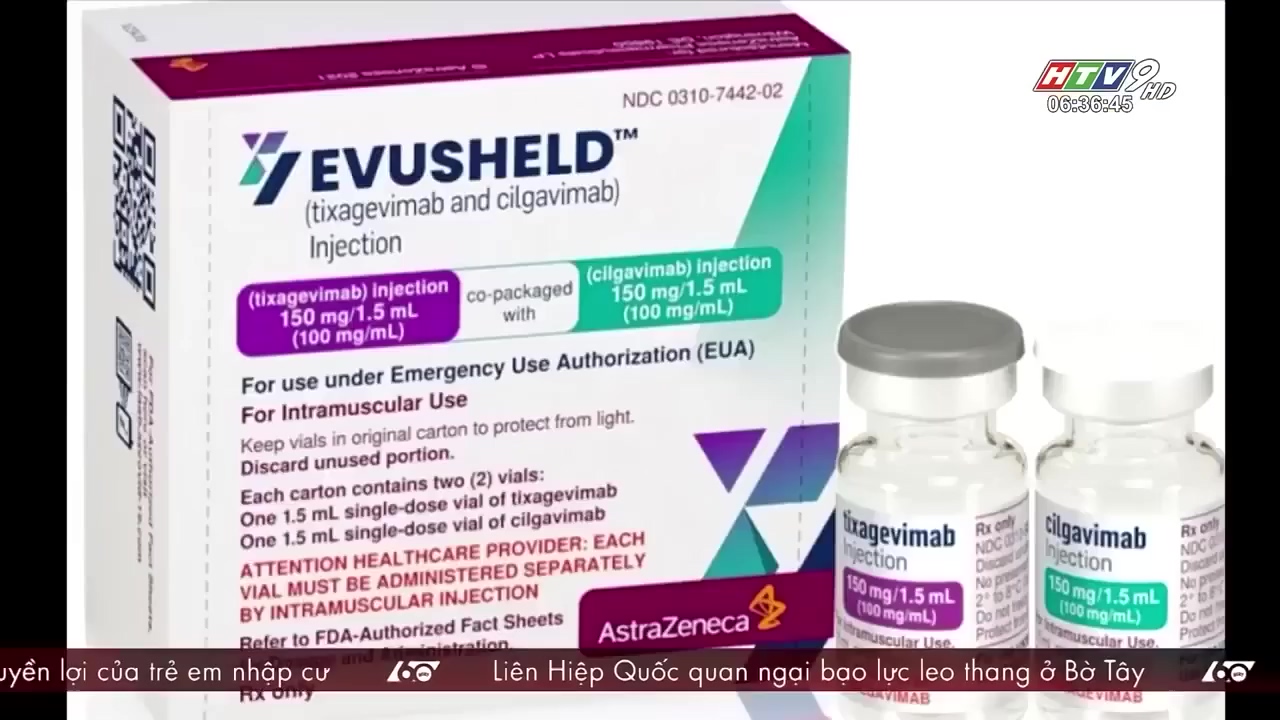 © AstraZeneca 2021
HTV9 HD
06:36:45
NDC 0310-7442-02
EVUSHELD™
(tixagevimab and cilgavimab)
Injection
(tixagevimab) injection
150 mg/1.5 mL
(100 mg/mL)
co-packaged
with
(cilgavimab) injection
150 mg/1.5 mL
(100 mg/mL)
For use under Emergency Use Authorization (EUA)
For Intramuscular Use
Keep vials in original carton to protect from light.
Discard unused portion.
Each carton contains two (2) vials:
One 1.5 mL single-dose vial of tixagevimab
One 1.5 mL single-dose vial of cilgavimab
ATTENTION HEALTHCARE PROVIDER: EACH
VIAL MUST BE ADMINISTERED SEPARATELY
BY INTRAMUSCULAR INJECTION
Refer to FDA-Authorized Fact Sheets
Rx only
AstraZeneca
tixagevimab
Injection
150 mg/1.5 mL
(100 mg/mL)
Intramuscular Use.
Rx only
cilgavimab
Injection
150 mg/1.5 mL
(100 mg/mL)
Intramuscular Use.
Rx only
lợi của trẻ em nhập cư
60
Liên Hiệp Quốc quan ngại bạo lực leo thang ở Bờ Tây
60